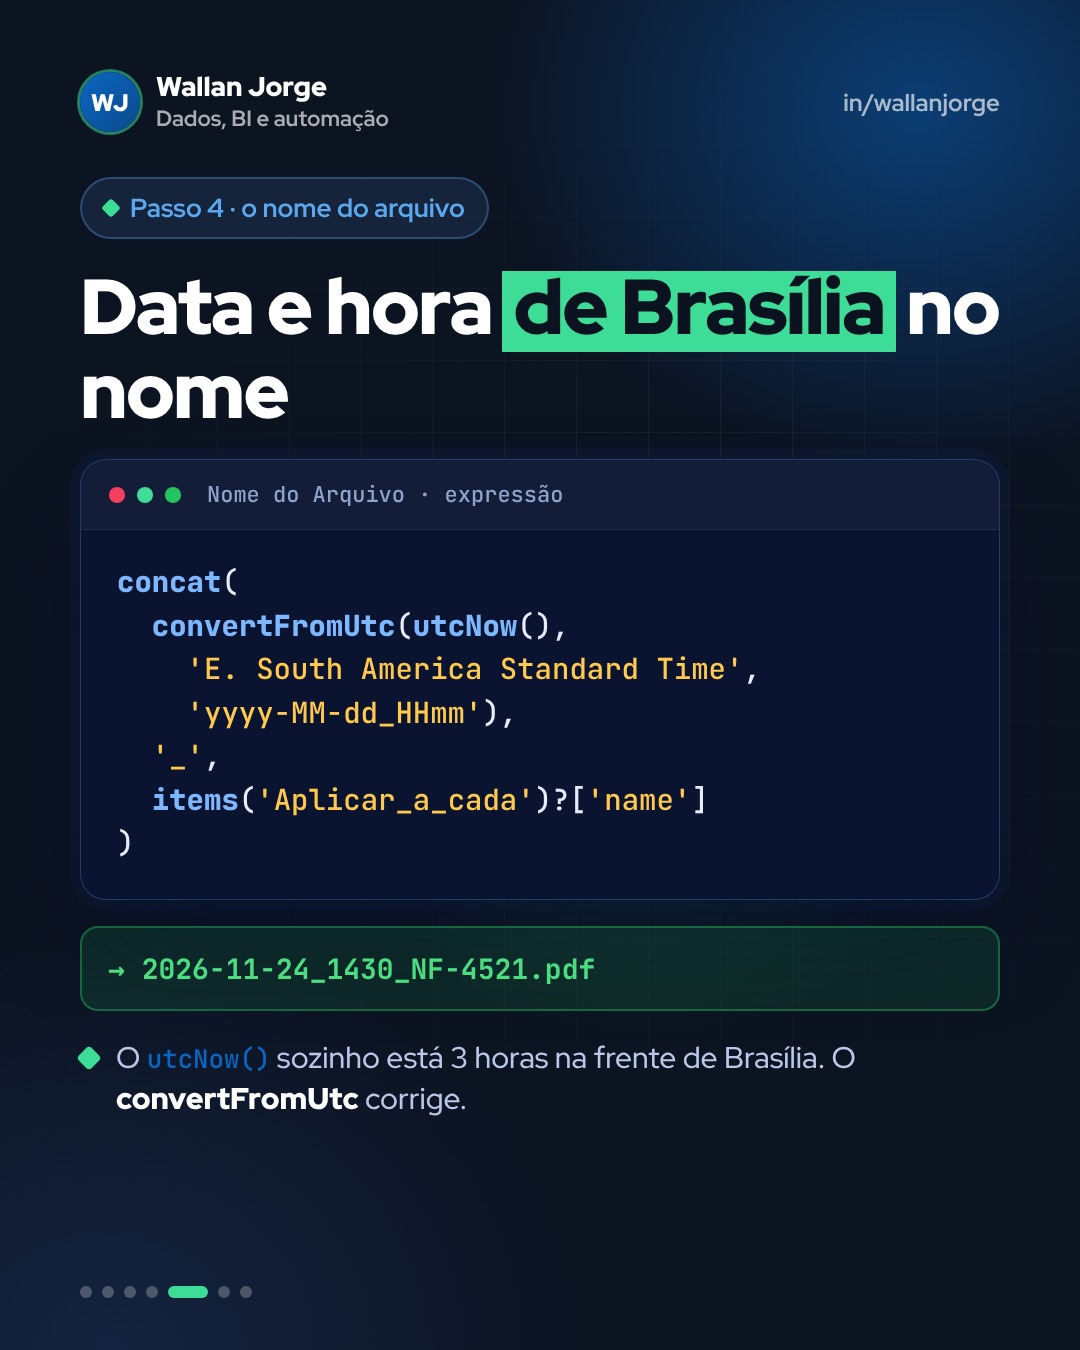 WJ
Wallan Jorge
Dados, BI e automação
in/wallanjorge
Passo 4 · o nome do arquivo
Data e hora de Brasília no
nome
Nome do Arquivo · expressão
concat(
  convertFromUtc(utcNow(),
    'E. South America Standard Time',
    'yyyy-MM-dd_HHmm'),
  '_',
  items('Aplicar_a_cada')?['name']
)
→ 2026-11-24_1430_NF-4521.pdf
O utcNow() sozinho está 3 horas na frente de Brasília. O
convertFromUtc corrige.